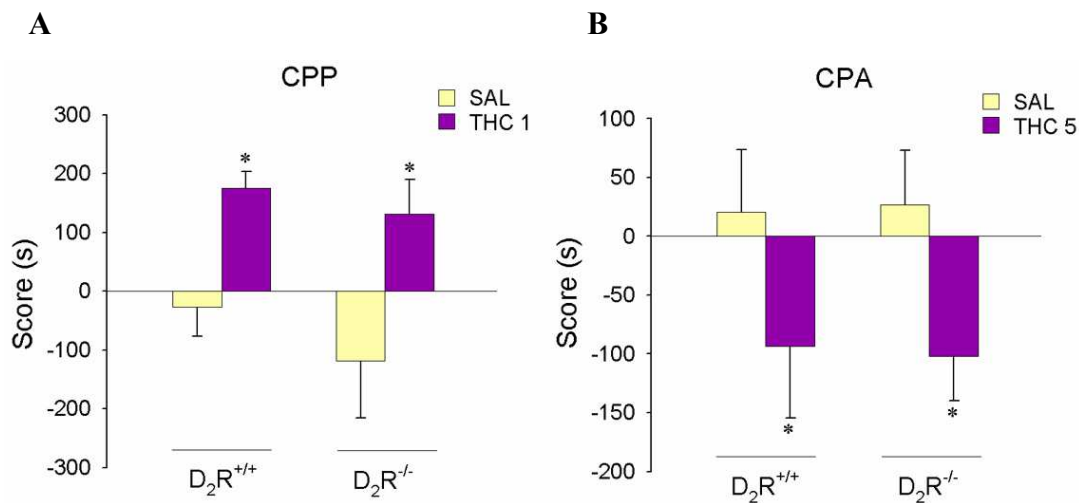 A
CPP
SAL
THC 1
300
200
100
0
-100
-200
-300
Score (s)
*
*
D₂R⁺/⁺
D₂R⁻/⁻
B
CPA
SAL
THC 5
100
50
0
-50
-100
-150
-200
Score (s)
*
*
D₂R⁺/⁺
D₂R⁻/⁻